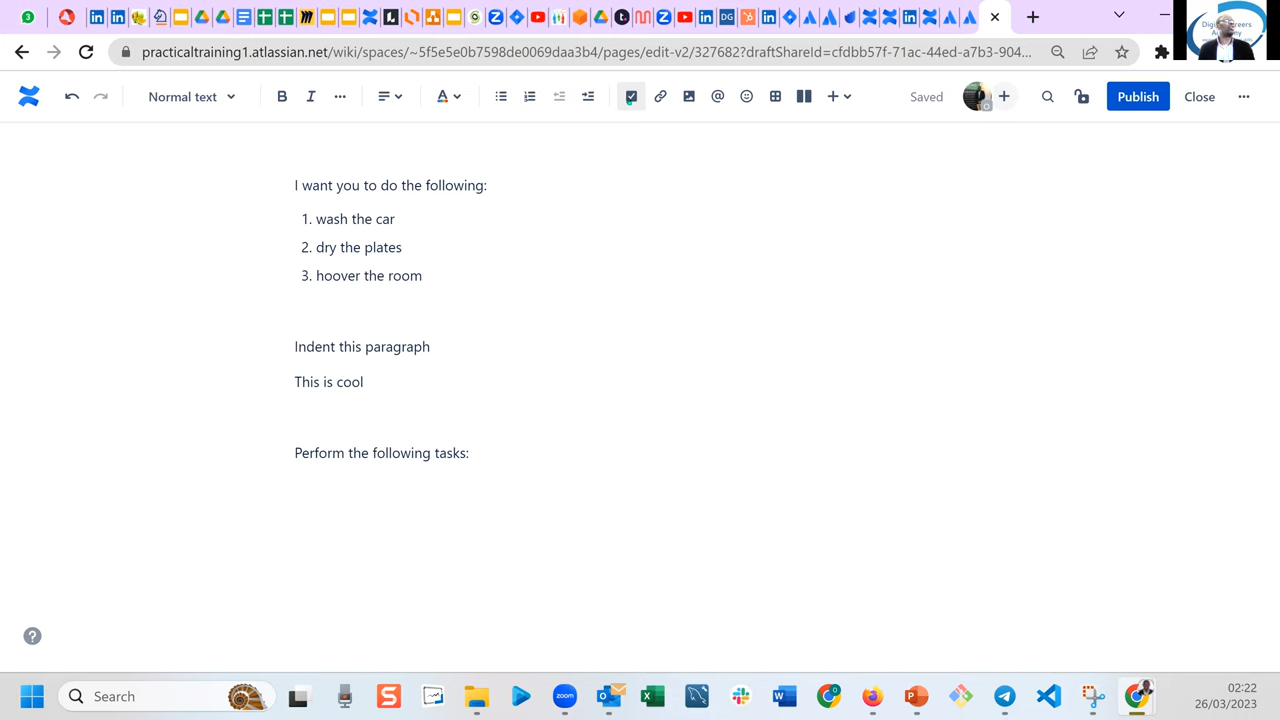 practicaltraining1.atlassian.net/wiki/spaces/~5f5e5e0b75980e0069daa3b4/pages/edit-v2/327682?draftShareId=cfdbb57f-71ac-44ed-a7b3-904...
Normal text
Saved
Publish
Close
I want you to do the following:
1. wash the car
2. dry the plates
3. hoover the room
Indent this paragraph
This is cool
Perform the following tasks:
Search
zoom
02:22
26/03/2023